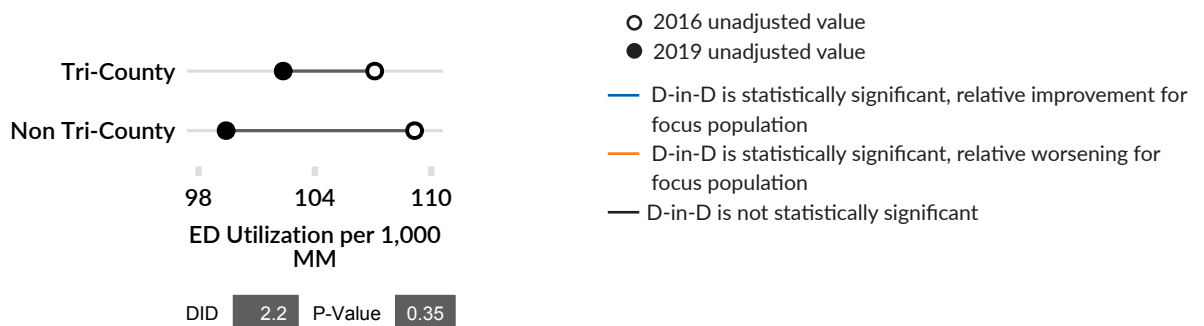 Tri-County
Non Tri-County
98 104 110
ED Utilization per 1,000
MM
DID 2.2 P-Value 0.35
2016 unadjusted value
2019 unadjusted value
D-in-D is statistically significant, relative improvement for
focus population
D-in-D is statistically significant, relative worsening for
focus population
D-in-D is not statistically significant